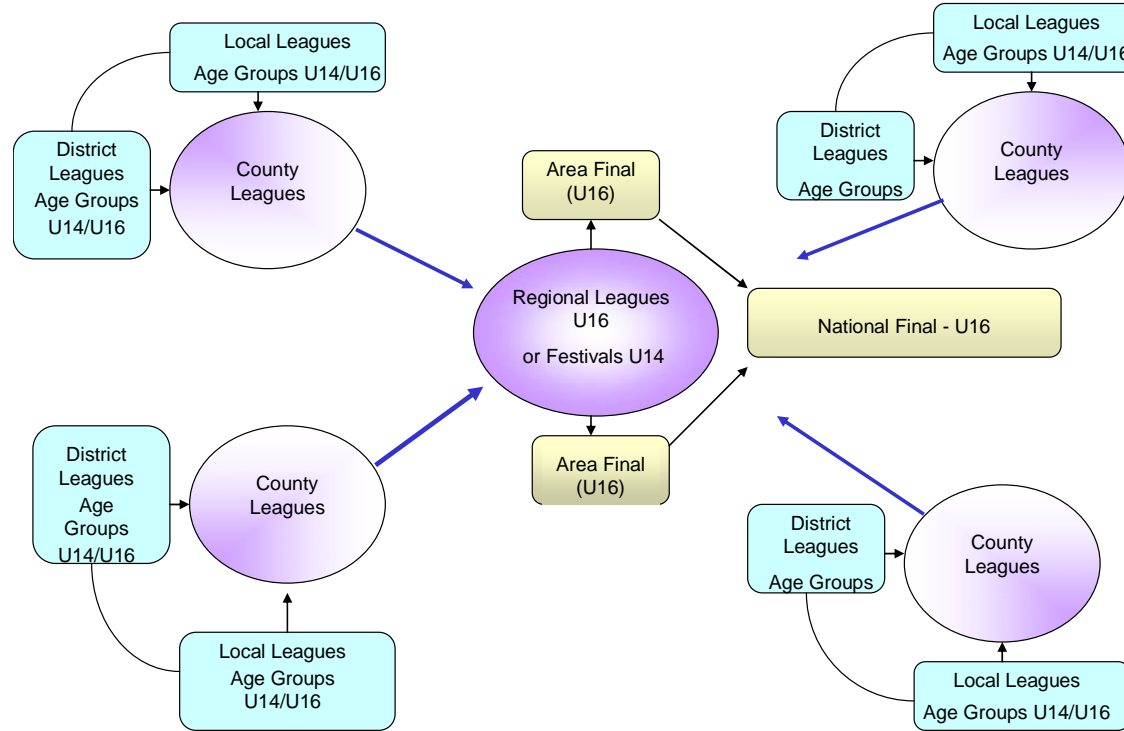 Local Leagues
Age Groups U14/U16
District
Leagues
Age Groups
U14/U16
County
Leagues
Area Final
(U16)
Regional Leagues
U16
or Festivals U14
Area Final
(U16)
National Final - U16
Local Leagues
Age Groups U14/U16
District
Leagues
Age Groups
County
Leagues
District
Leagues
Age
Groups
U14/U16
County
Leagues
Local Leagues
Age Groups
U14/U16
District
Leagues
Age Groups
County
Leagues
Local Leagues
Age Groups U14/U16